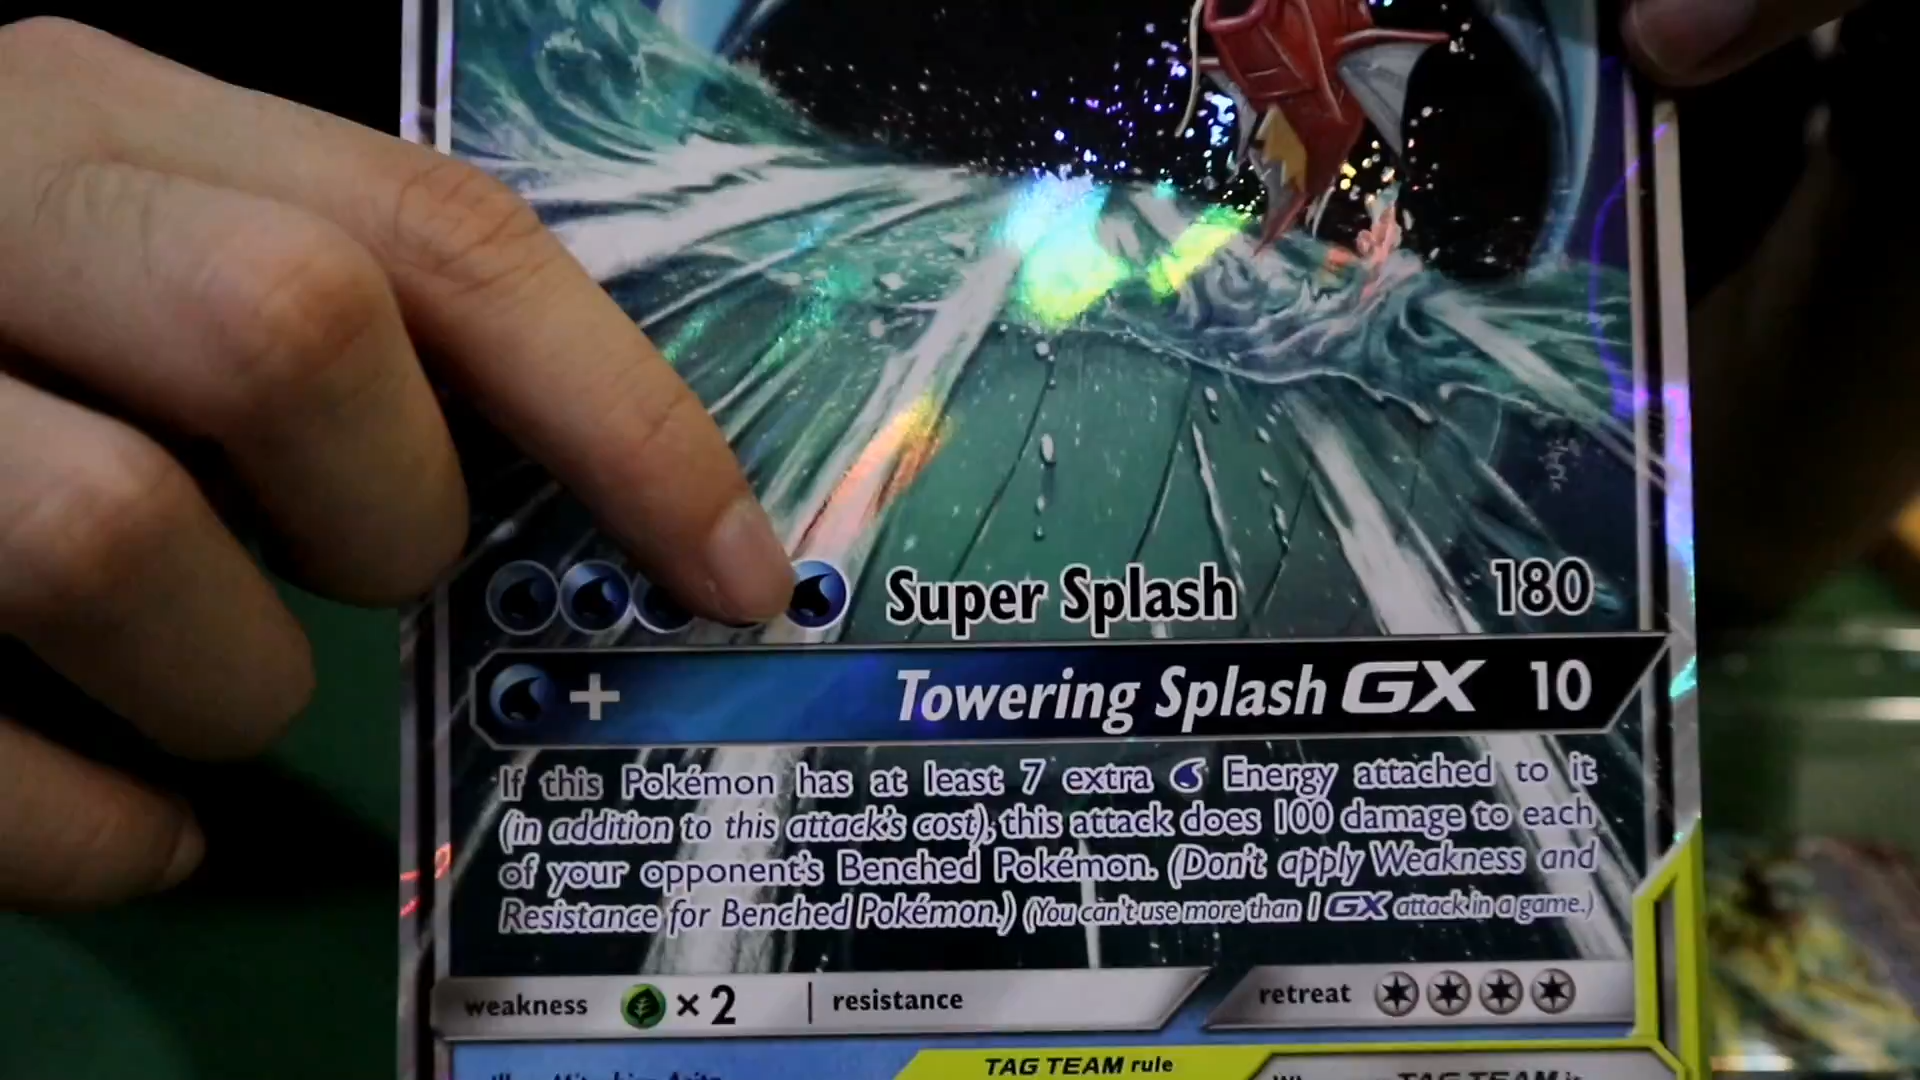 Super Splash 180
Towering Splash GX 10
If this Pokémon has at least 7 extra Energy attached to it
(in addition to this attack's cost), this attack does 100 damage to each
of your opponent's Benched Pokémon. (Don't apply Weakness and
Resistance for Benched Pokémon.) (You can't use more than 1 GX attack in a game.)
weakness × 2 resistance retreat
TAG TEAM rule
TAG TEAM is